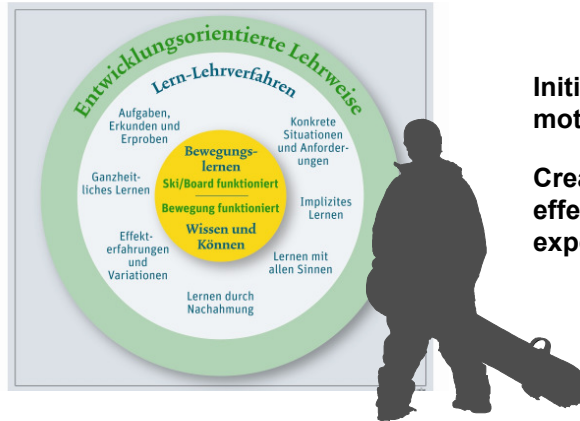 Entwicklungsorientierte Lehrweise
Lern-Lehrverfahren
Aufgaben,
Erkunden und
Erproben
Konkrete
Situationen
und Anforder-
ungen
Ganzheit-
liches Lernen
Bewegungs-
lernen
Ski/Board funktioniert
Bewegung funktioniert
Wissen und
Können
Implizites
Lernen
Effekt-
erfahrungen
und
Variationen
Lernen mit
allen Sinnen
Lernen durch
Nachahmung
Initi
mot
Crea
effe
exp